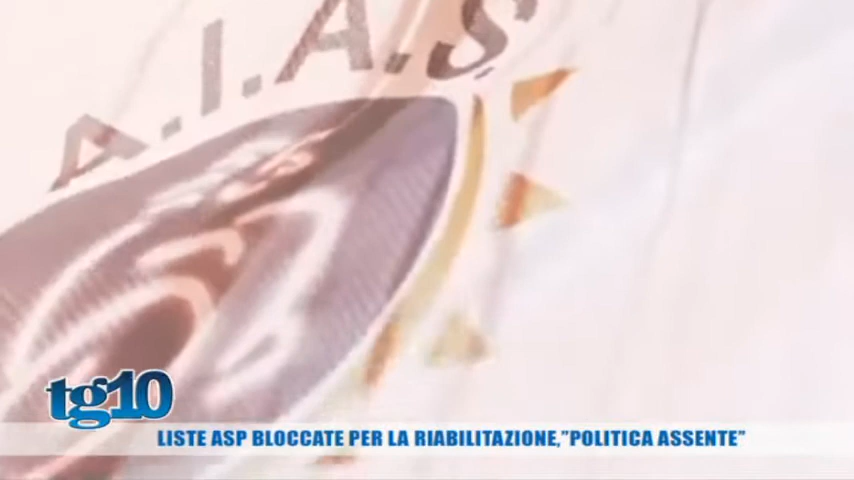 A.I.A.S
tg10
LISTE ASP BLOCCATE PER LA RIABILITAZIONE,"POLITICA ASSENTE"